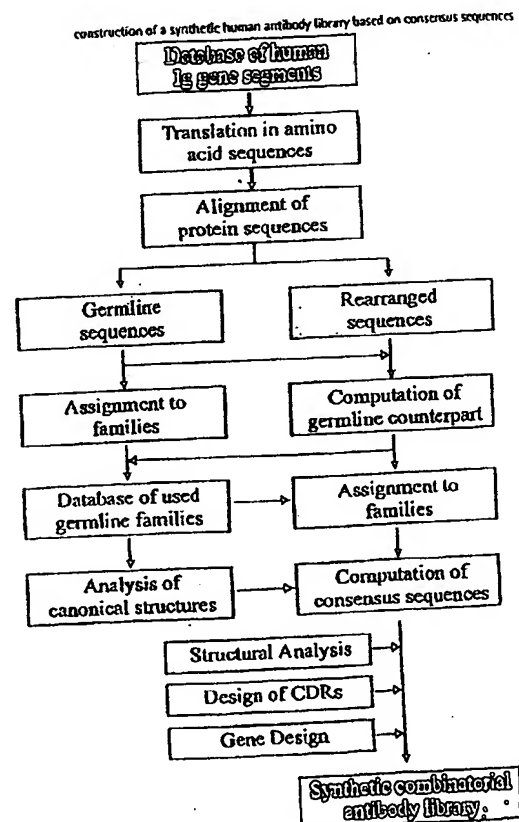 construction of a synthetic human antibody library based on consensus sequences
Database of human
Ig gene segments
Translation in amino
acid sequences
Alignment of
protein sequences
Germline
sequences
Rearranged
sequences
Assignment to
families
Computation of
germline counterpart
Database of used
germline families
Assignment to
families
Analysis of
canonical structures
Computation of
consensus sequences
Structural Analysis
Design of CDRs
Gene Design
Synthetic combinatorial
antibody library